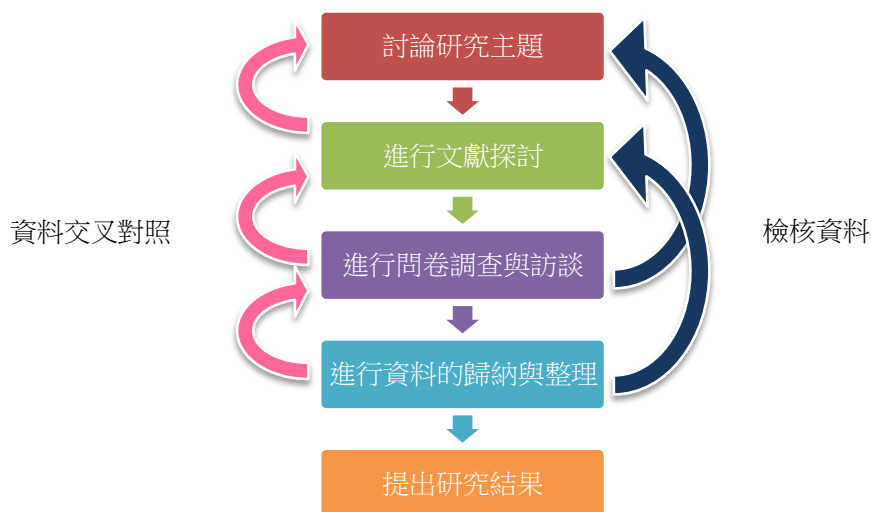 討論研究主題
進行文獻探討
資料交叉對照
檢核資料
進行問卷調查與訪談
進行資料的歸納與整理
提出研究結果